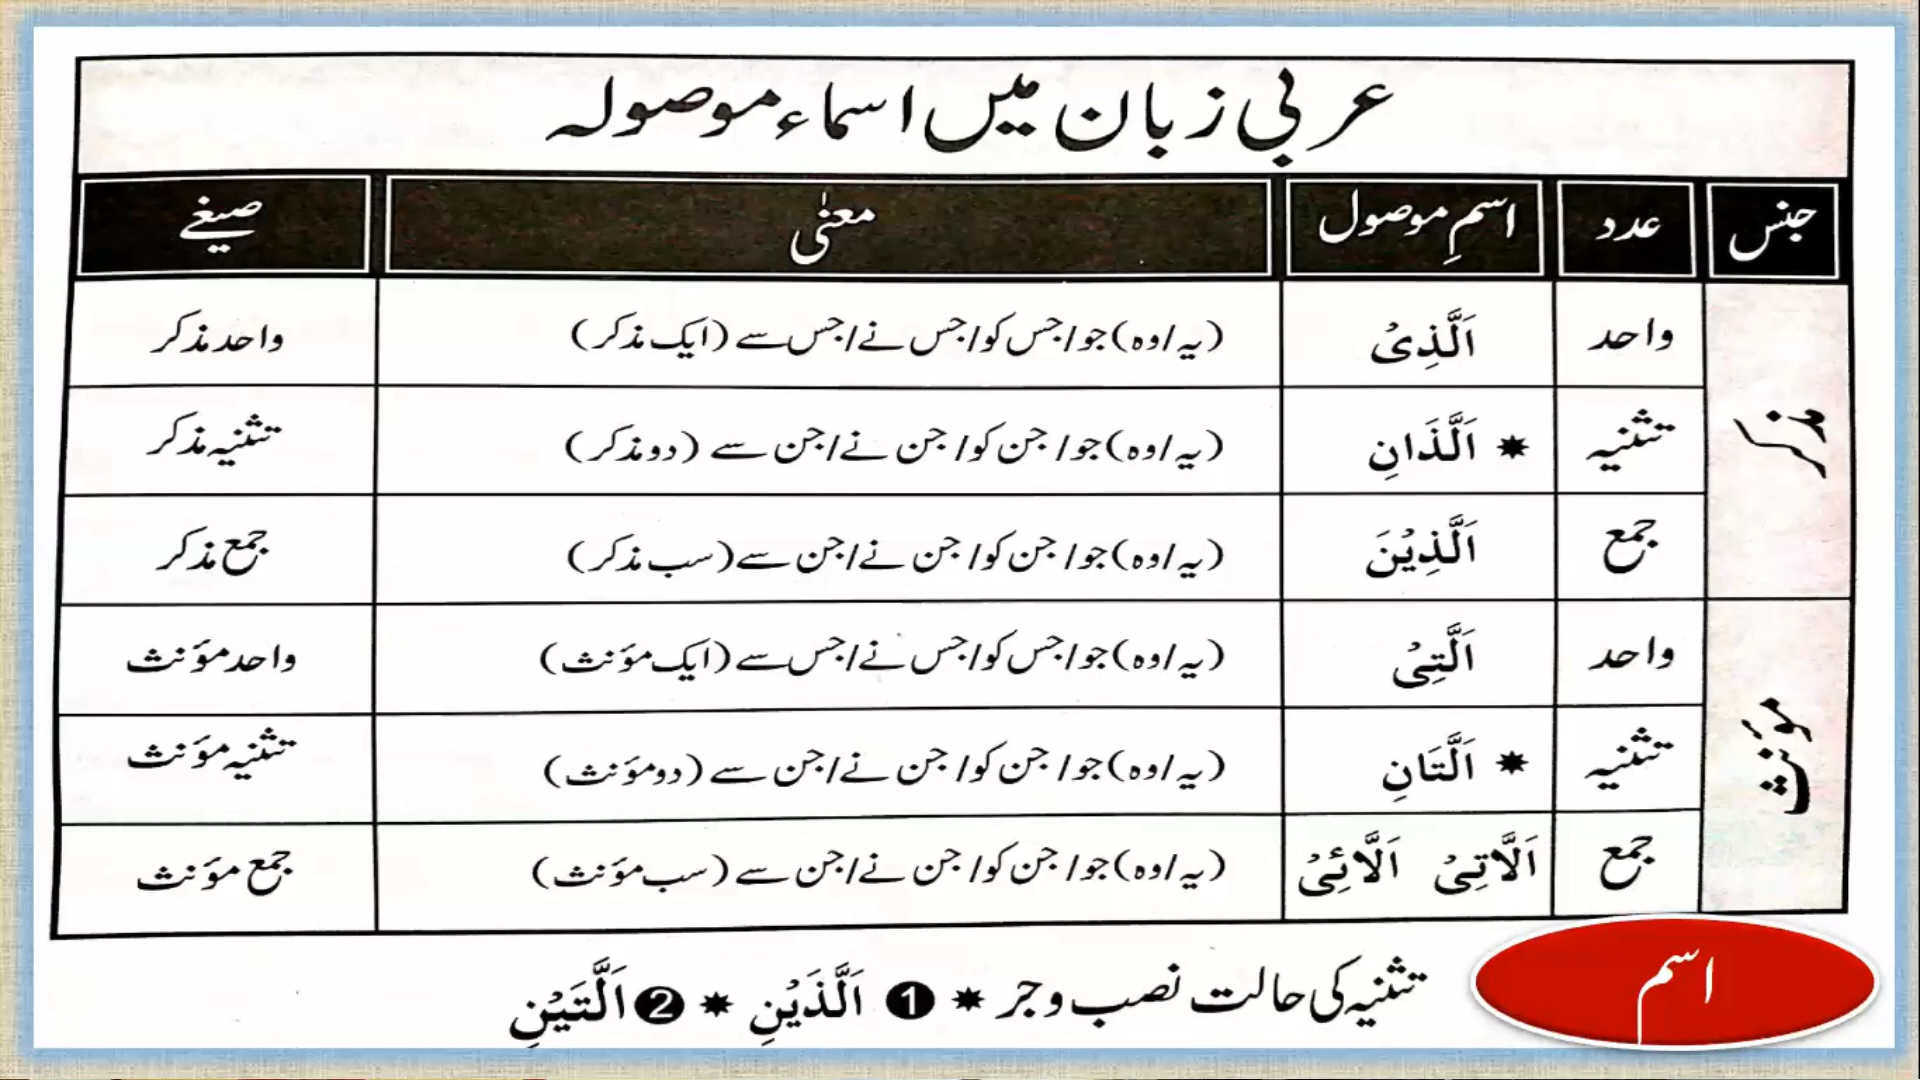 عربی زبان میں اسماء موصولہ
جنس عدد اسمِ موصول معنٰی صیغے
مذکر
واحد اَلَّذِیْ (یہ/وہ) جو/جس کو/جس نے/جس سے (ایک مذکر) واحد مذکر
تثنیہ ✷ اَلَّذَانِ (یہ/وہ) جو/جن کو/جن نے/جن سے (دو مذکر) تثنیہ مذکر
جمع اَلَّذِیْنَ (یہ/وہ) جو/جن کو/جن نے/جن سے (سب مذکر) جمع مذکر
مؤنث
واحد اَلَّتِیْ (یہ/وہ) جو/جس کو/جس نے/جس سے (ایک مؤنث) واحد مؤنث
تثنیہ ✷ اَلَّتَانِ (یہ/وہ) جو/جن کو/جن نے/جن سے (دو مؤنث) تثنیہ مؤنث
جمع اَلَّاتِیْ اَلَّائِیْ (یہ/وہ) جو/جن کو/جن نے/جن سے (سب مؤنث) جمع مؤنث
تثنیہ کی حالت نصب و جر ✷ ❶ اَلَّذَیْنِ ✷ ❷ اَلَّتَیْنِ
اسم